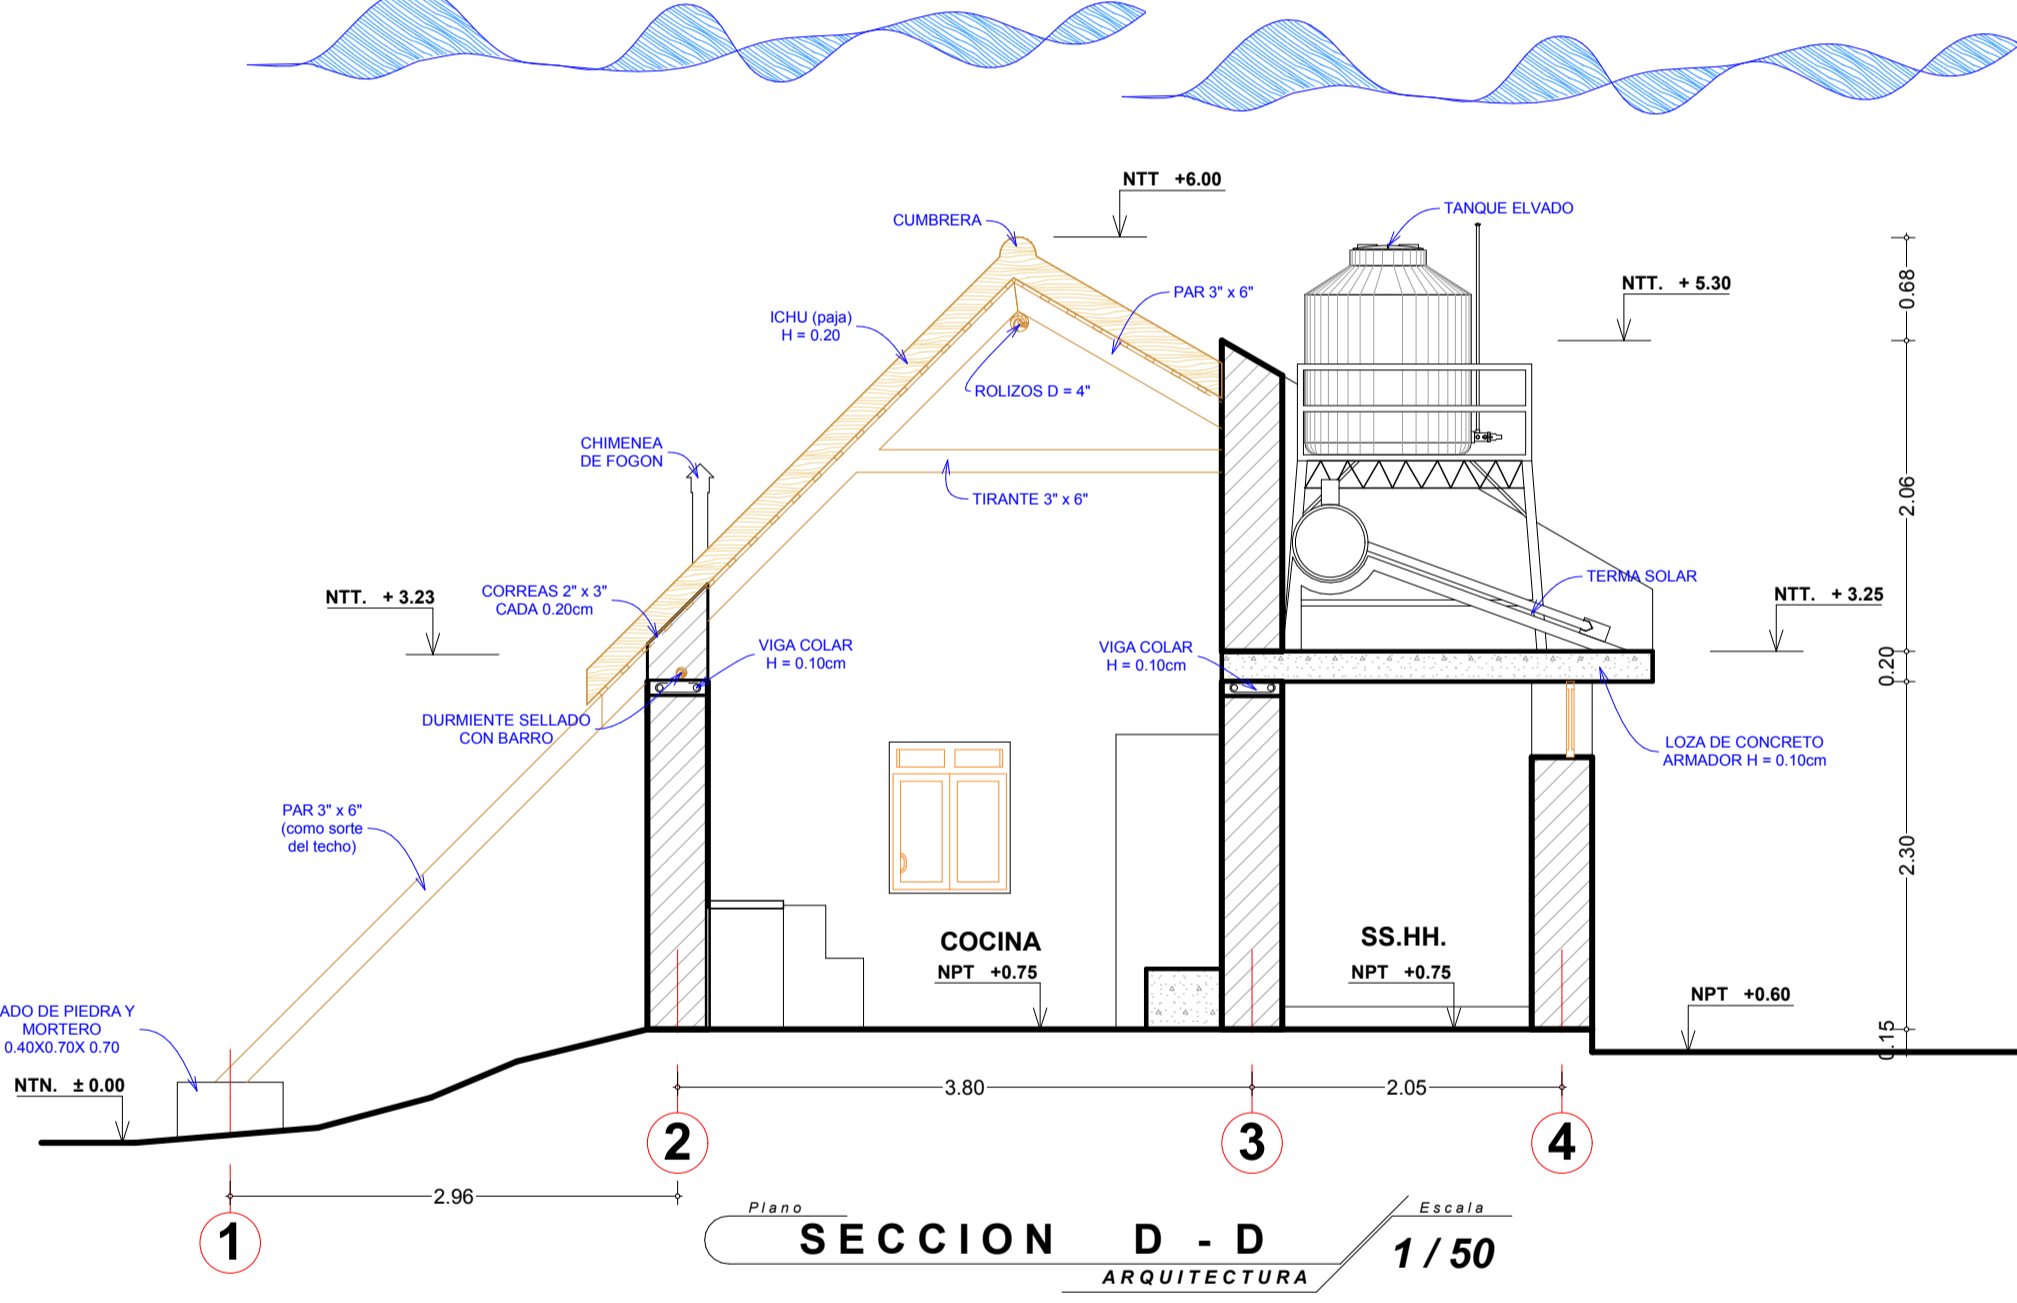 NTT +6.00
CUMBRERA
TANQUE ELVADO
NTT. + 5.30
0.68
PAR 3" x 6"
ICHU (paja)
H = 0.20
ROLIZOS D = 4"
CHIMENEA
DE FOGON
TIRANTE 3" x 6"
2.06
NTT. + 3.23
CORREAS 2" x 3"
CADA 0.20cm
TERMA SOLAR
NTT. + 3.25
VIGA COLAR
H = 0.10cm
VIGA COLAR
H = 0.10cm
0.20
DURMIENTE SELLADO
CON BARRO
LOZA DE CONCRETO
ARMADOR H = 0.10cm
PAR 3" x 6"
(como sorte
del techo)
2.30
COCINA
NPT +0.75
SS.HH.
NPT +0.75
NPT +0.60
ADO DE PIEDRA Y
MORTERO
0.40X0.70X 0.70
0.15
NTN. ± 0.00
3.80
2.05
2
3
4
2.96
1
Plano
SECCION D - D
ARQUITECTURA
Escala
1 / 50